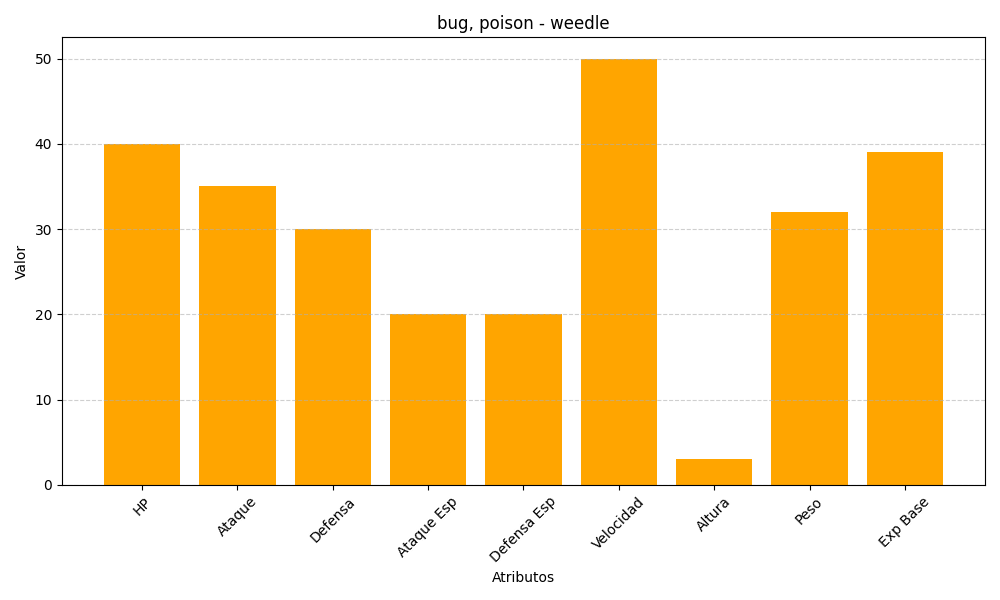 bug, poison - weedle
Valor
50
40
30
20
10
0
HP
Ataque
Defensa
Ataque Esp
Defensa Esp
Velocidad
Altura
Peso
Exp Base
Atributos